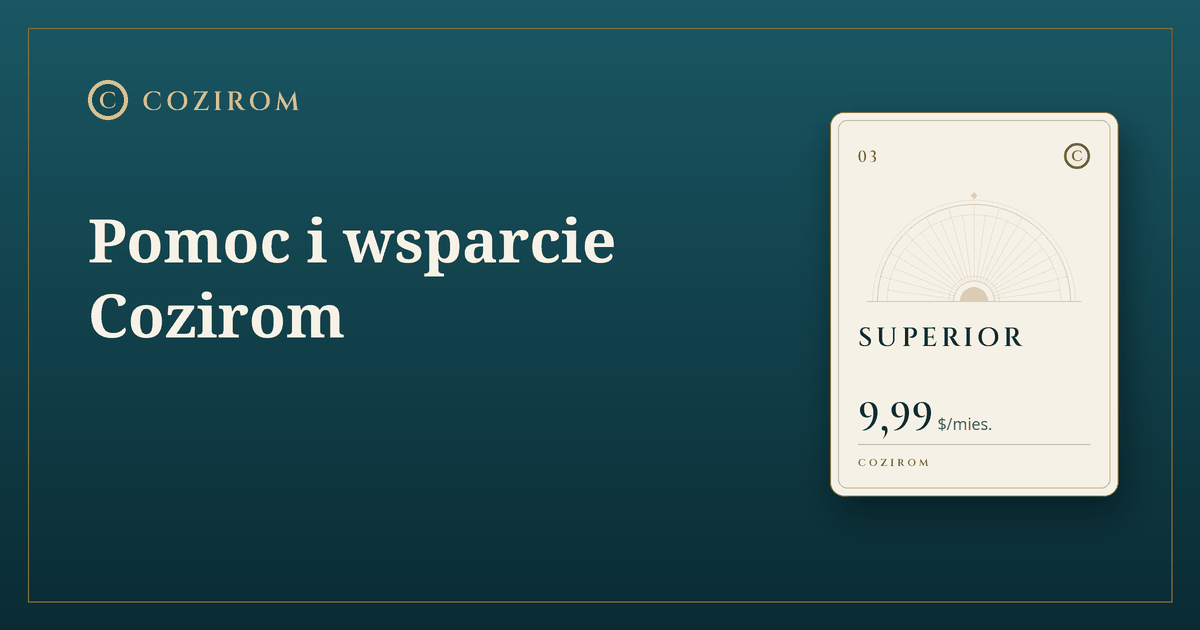 C COZIROM
Pomoc i wsparcie
Cozirom
03 C
SUPERIOR
9,99 $/mies.
COZIROM